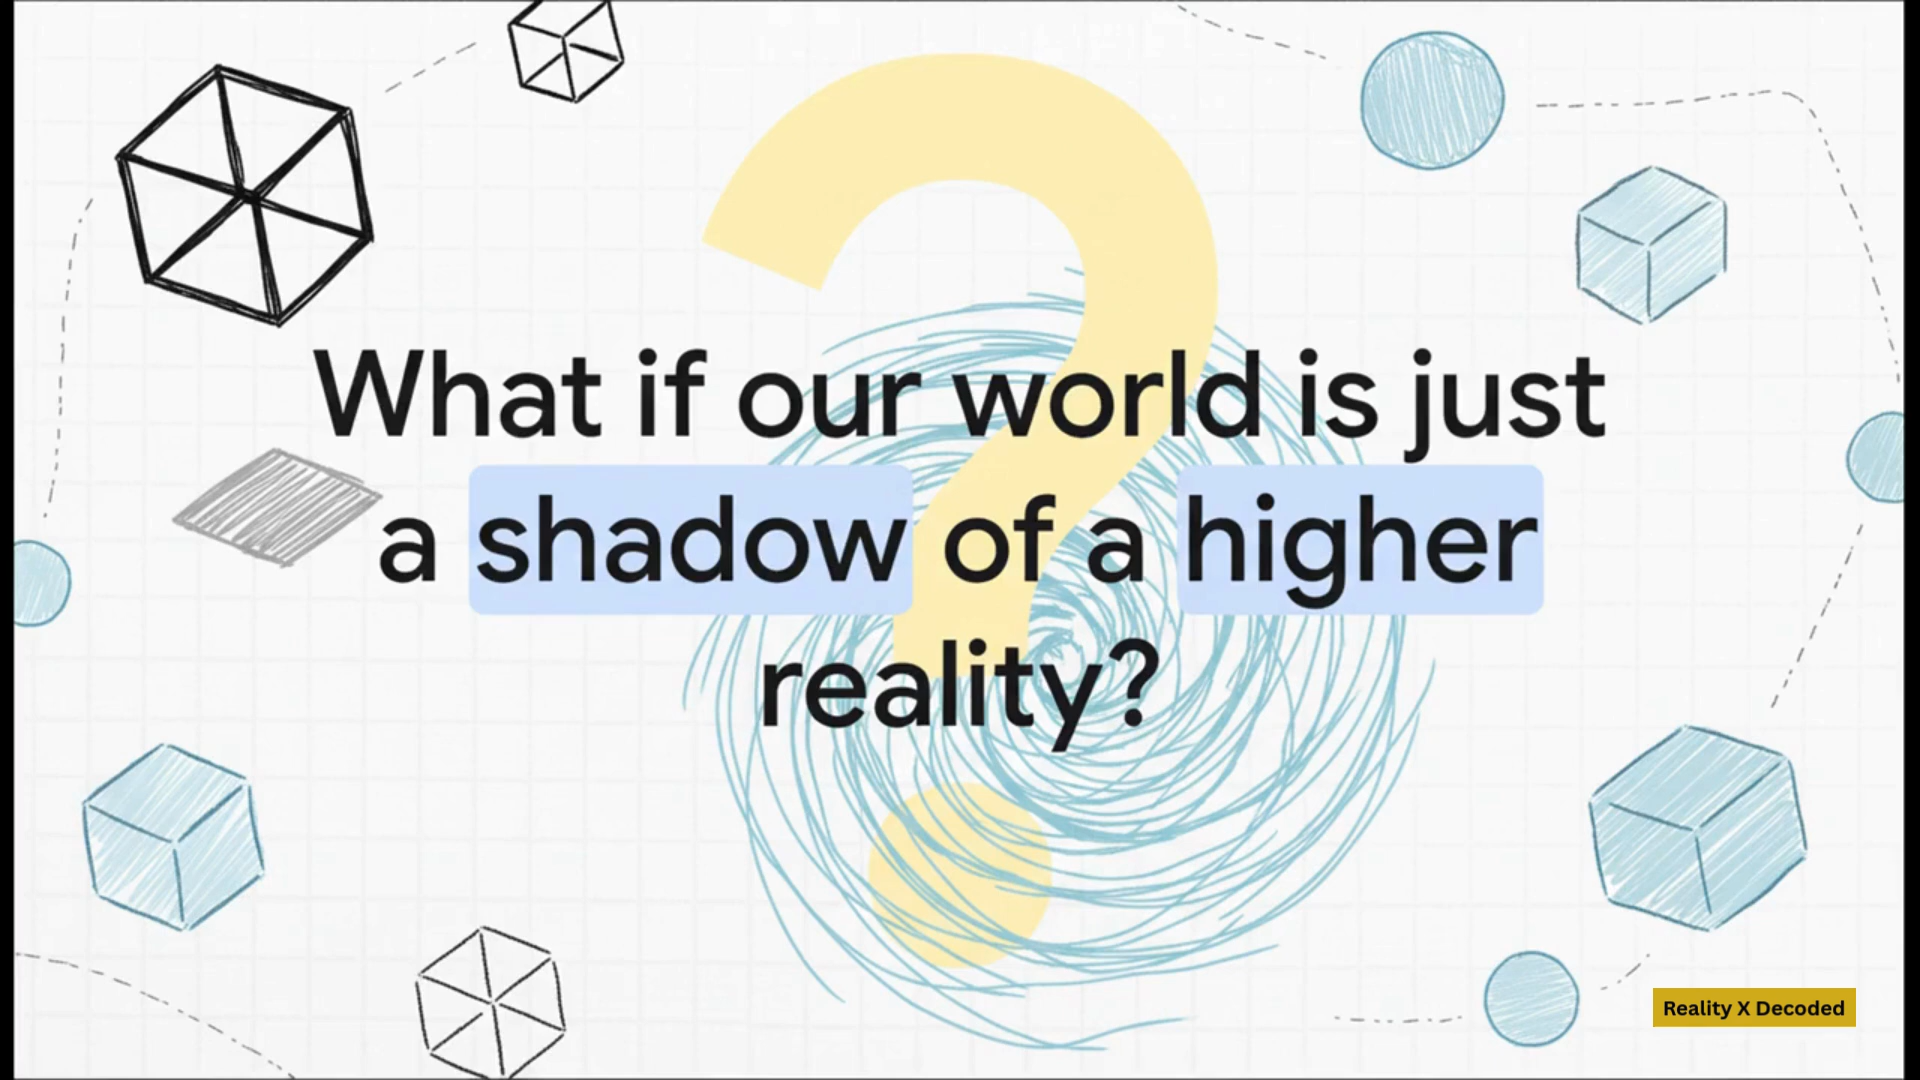 What if our world is just
a shadow of a higher
reality?
Reality X Decoded